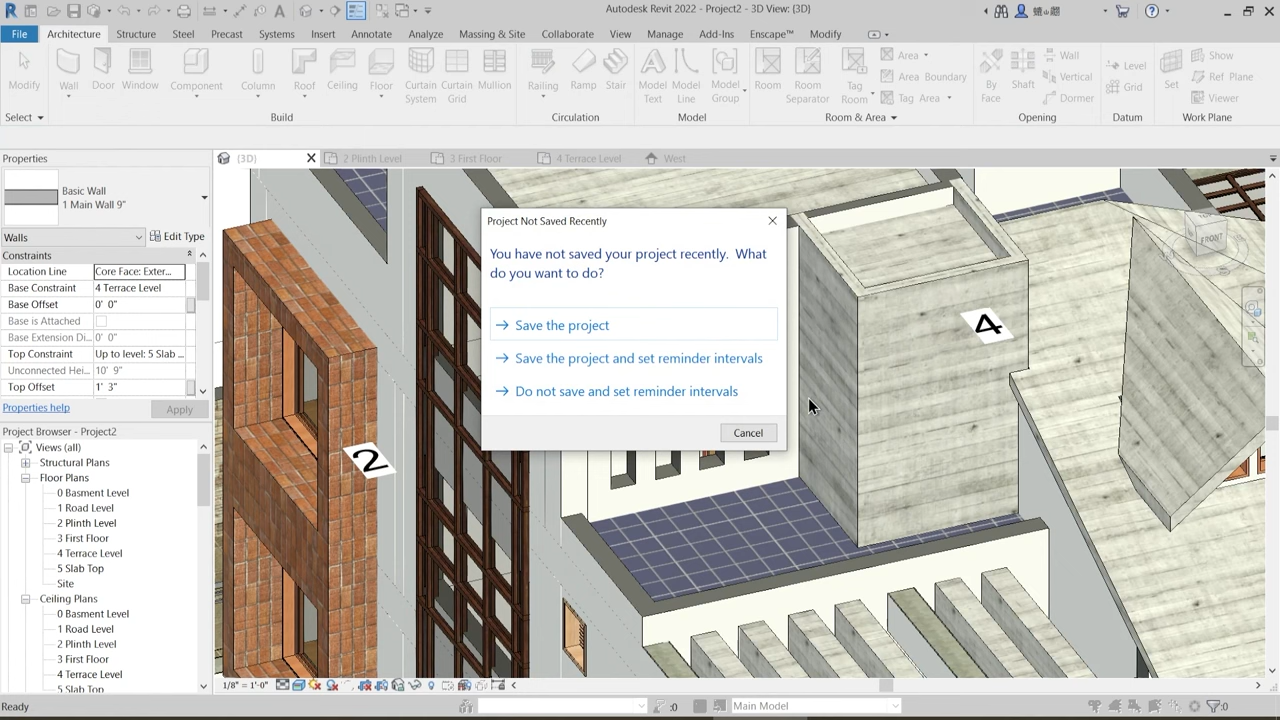 Autodesk Revit 2022 - Project2 - 3D View: {3D}
File Architecture Structure Steel Precast Systems Insert Annotate Analyze Massing & Site Collaborate View Manage Add-Ins Enscape™ Modify
Modify Wall Door Window Component Column Roof Ceiling Floor Curtain System Curtain Grid Mullion Railing Ramp Stair Model Text Model Line Model Group Room Room Separator Tag Room Area Area Boundary Tag Area By Face Shaft Wall Vertical Dormer Level Grid Set Show Ref Plane Viewer
Select Build Circulation Model Room & Area Opening Datum Work Plane
Properties
{3D} 2 Plinth Level 3 First Floor 4 Terrace Level West
Basic Wall
1 Main Wall 9"
Walls Edit Type
Constraints
Location Line Core Face: Exter...
Base Constraint 4 Terrace Level
Base Offset 0' 0"
Base is Attached
Base Extension Di... 0' 0"
Top Constraint Up to level: 5 Slab ...
Unconnected Hei... 10' 9"
Top Offset 1' 3"
Properties help Apply
Project Browser - Project2
Views (all)
Structural Plans
Floor Plans
0 Basment Level
1 Road Level
2 Plinth Level
3 First Floor
4 Terrace Level
5 Slab Top
Site
Ceiling Plans
0 Basment Level
1 Road Level
2 Plinth Level
3 First Floor
4 Terrace Level
5 Slab Top
Project Not Saved Recently
You have not saved your project recently. What
do you want to do?
Save the project
Save the project and set reminder intervals
Do not save and set reminder intervals
Cancel
2
4
FRONT
1/8" = 1'-0"
Ready :0 Main Model :0